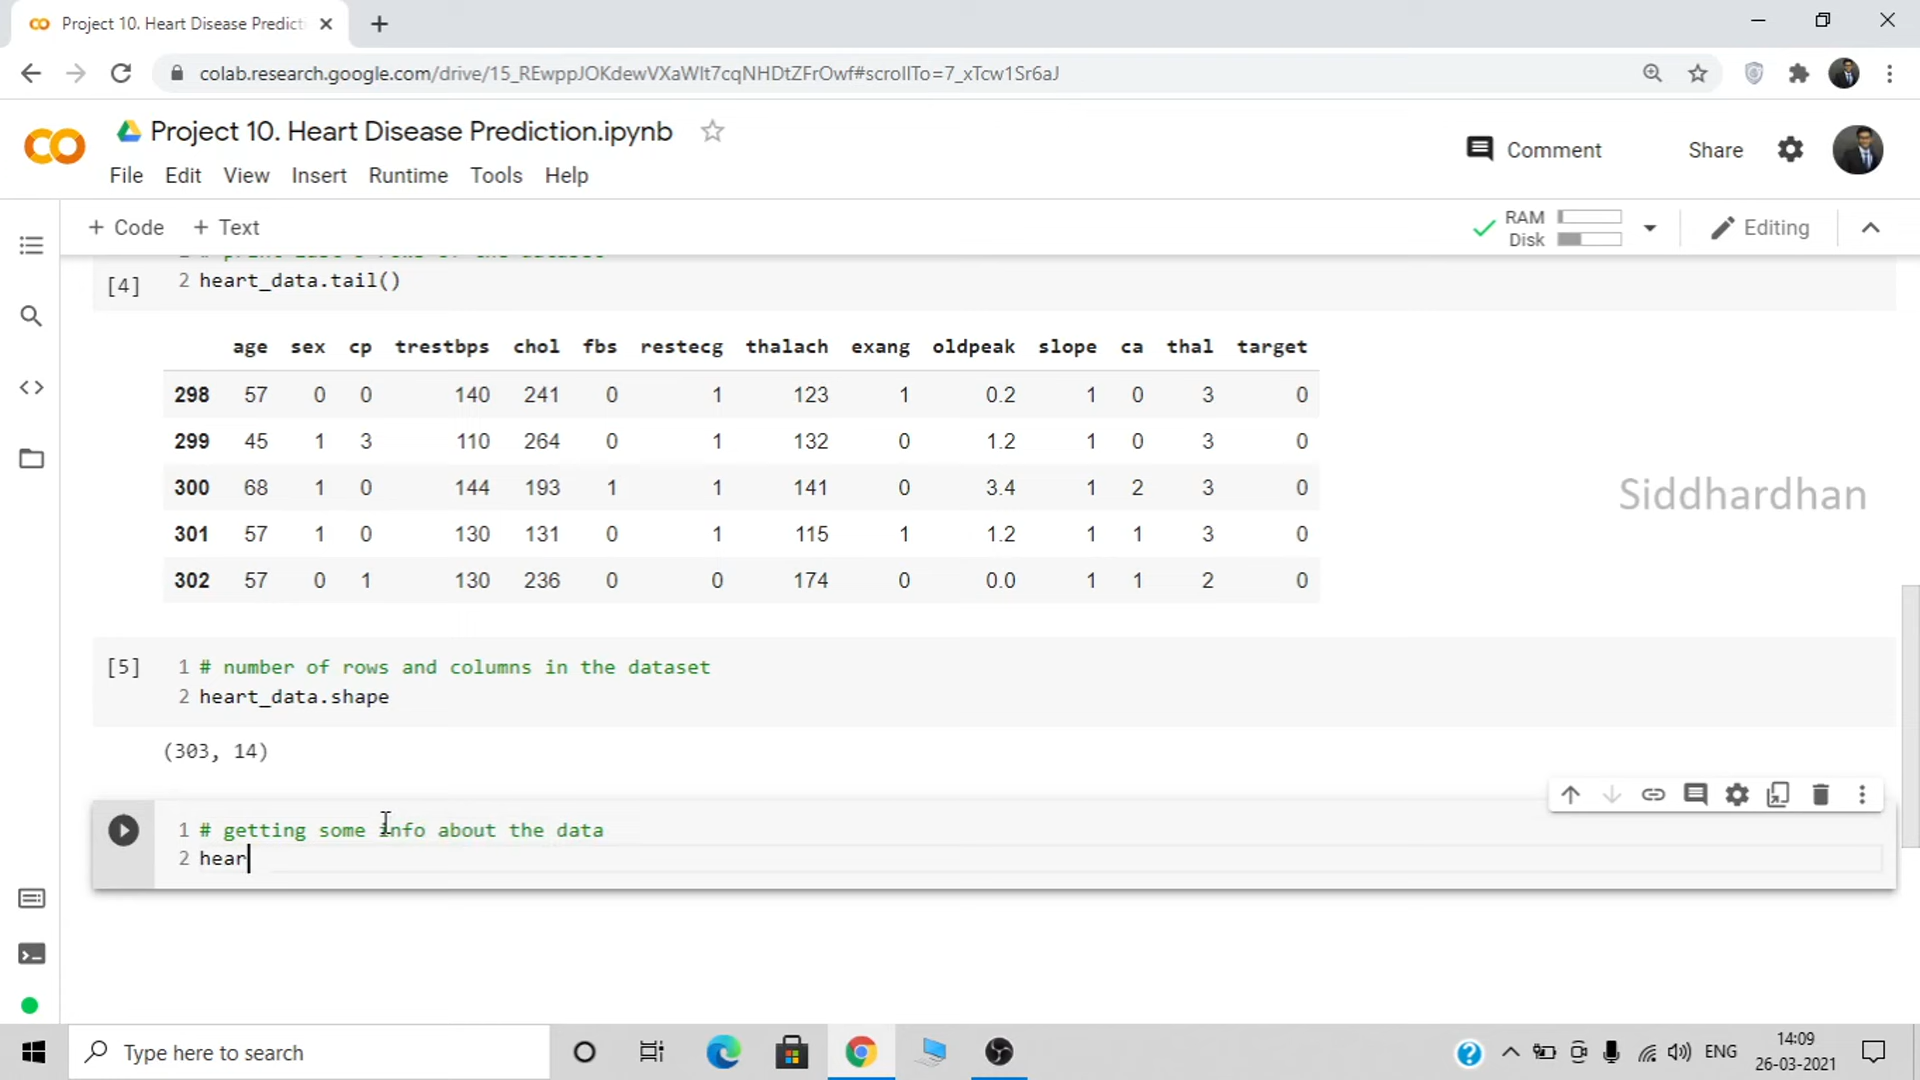 Project 10. Heart Disease Predicti
colab.research.google.com/drive/15_REwppJOKdewVXaWIt7cqNHDtZFrOwf#scrollTo=7_xTcw1Sr6aJ
Project 10. Heart Disease Prediction.ipynb
Comment Share
File Edit View Insert Runtime Tools Help
+ Code + Text
RAM
Disk
Editing
[4]
2 heart_data.tail()
age sex cp trestbps chol fbs restecg thalach exang oldpeak slope ca thal target
298 57 0 0 140 241 0 1 123 1 0.2 1 0 3 0
299 45 1 3 110 264 0 1 132 0 1.2 1 0 3 0
300 68 1 0 144 193 1 1 141 0 3.4 1 2 3 0
301 57 1 0 130 131 0 1 115 1 1.2 1 1 3 0
302 57 0 1 130 236 0 0 174 0 0.0 1 1 2 0
Siddhardhan
[5] 1 # number of rows and columns in the dataset
2 heart_data.shape
(303, 14)
1 # getting some info about the data
2 hear
Type here to search
ENG
14:09
26-03-2021